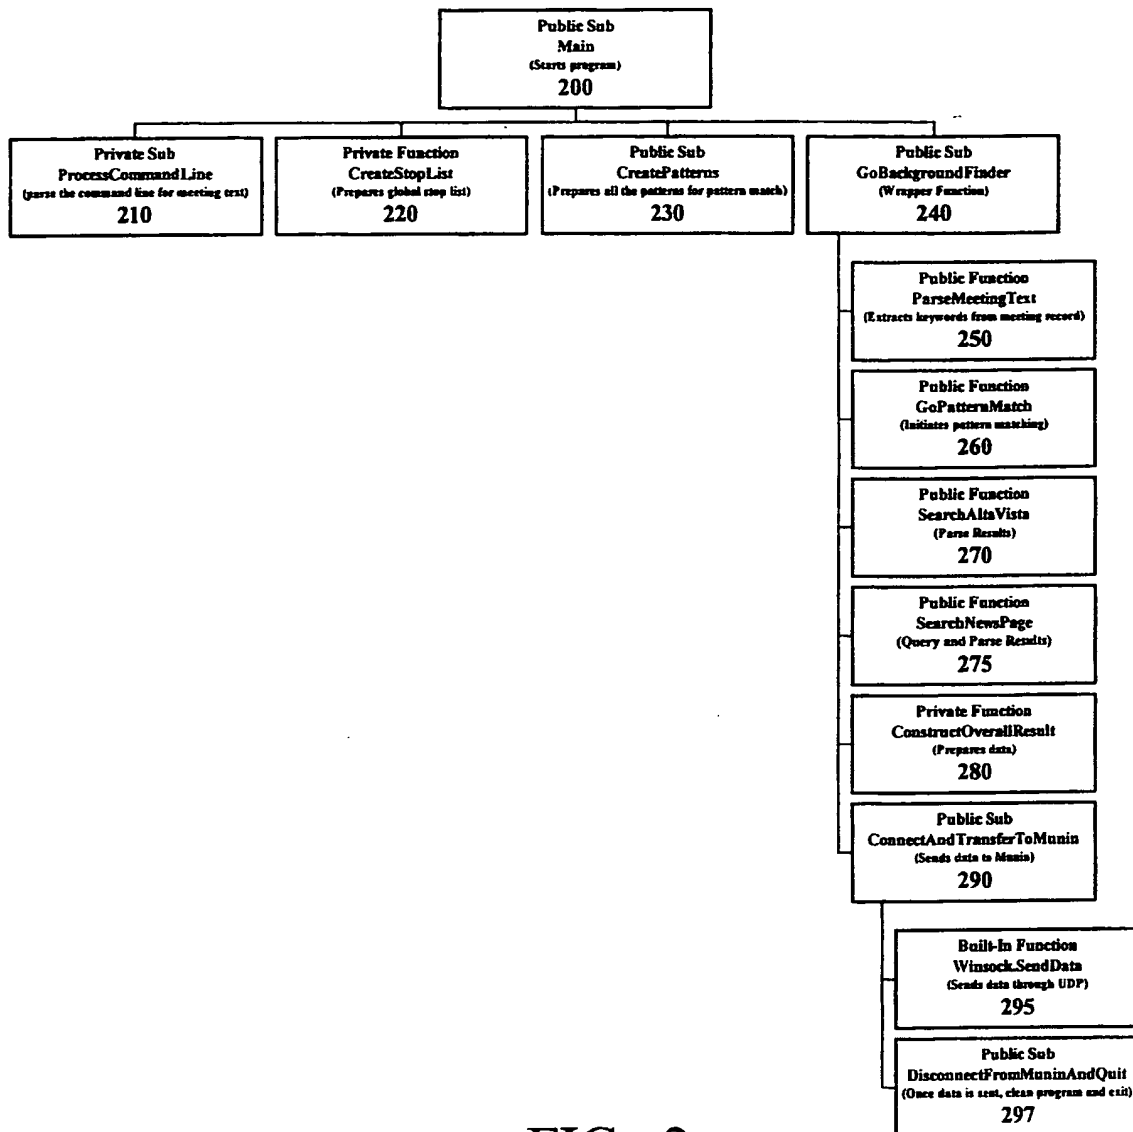 Public Sub
Main
(Starts program)
200
Private Sub
ProcessCommandLine
(parse the command line for meeting text)
210
Private Function
CreateStopList
(Prepares global stop list)
220
Public Sub
CreatePatterns
(Prepares all the patterns for pattern match)
230
Public Sub
GoBackgroundFinder
(Wrapper Function)
240
Public Function
ParseMeetingText
(Extracts keywords from meeting record)
250
Public Function
GoPatternMatch
(Initiates pattern matching)
260
Public Function
SearchAltaVista
(Parse Results)
270
Public Function
SearchNewsPage
(Query and Parse Results)
275
Private Function
ConstructOverallResult
(Prepares data)
280
Public Sub
ConnectAndTransferToMunin
(Sends data to Munin)
290
Built-In Function
Winsock.SendData
(Sends data through UDP)
295
Public Sub
DisconnectFromMuninAndQuit
(Once data is sent, clean program and exit)
297